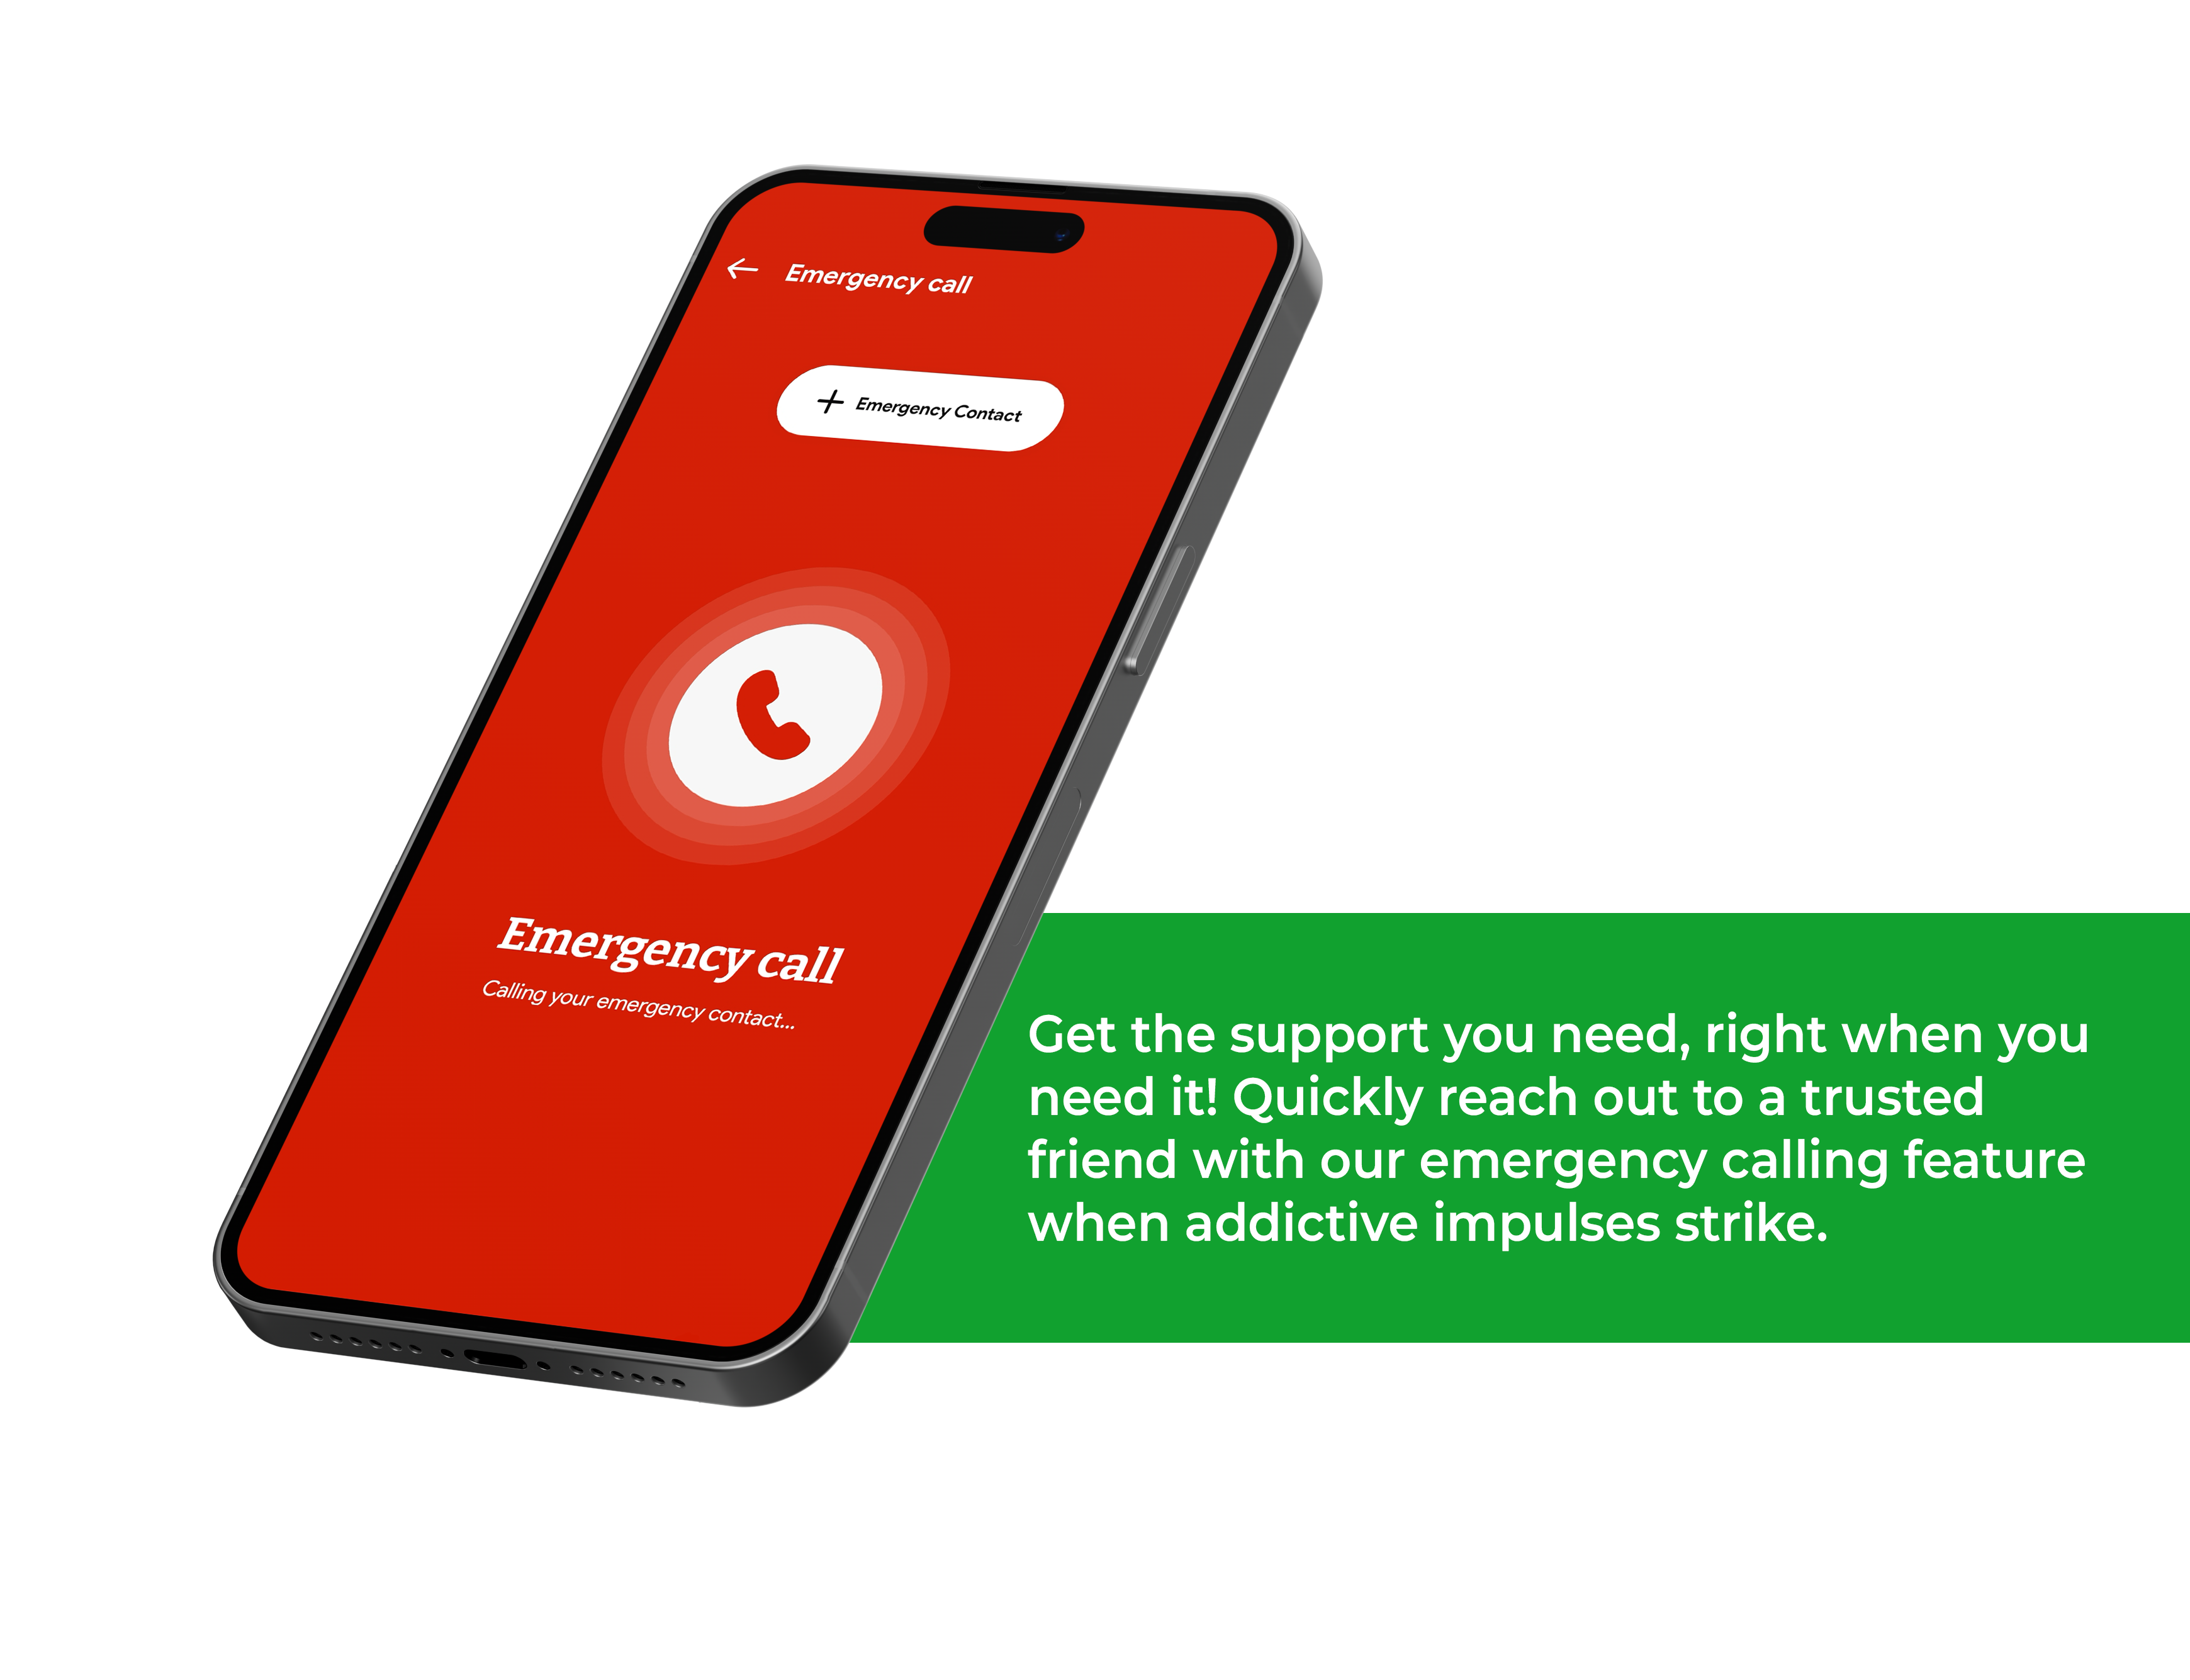 Emergency call
+ Emergency Contact
Emergency call
Calling your emergency contact...
Get the support you need, right when you
need it! Quickly reach out to a trusted
friend with our emergency calling feature
when addictive impulses strike.